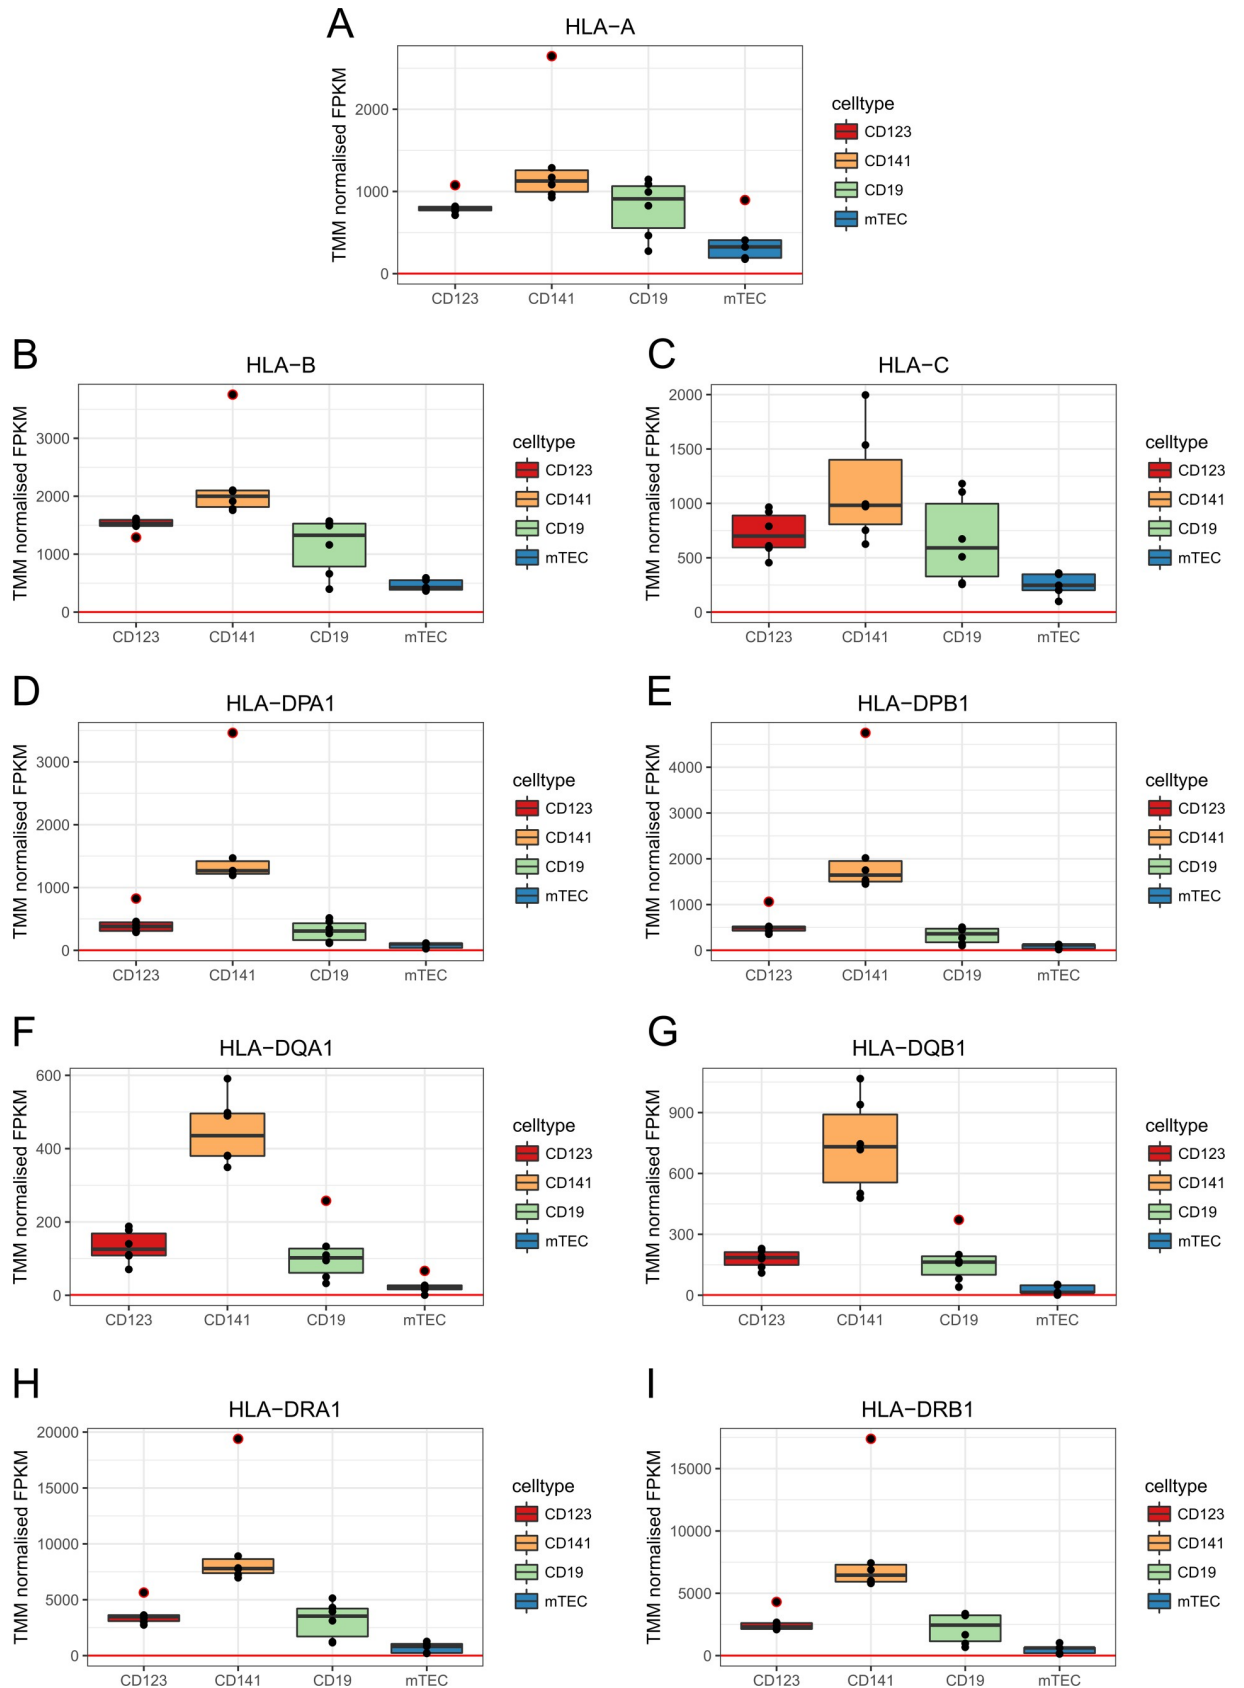 A
HLA−A
TMM normalised FPKM
2000
1000
0
CD123 CD141 CD19 mTEC
celltype
CD123
CD141
CD19
mTEC
B
HLA−B
TMM normalised FPKM
3000
2000
1000
0
CD123 CD141 CD19 mTEC
celltype
CD123
CD141
CD19
mTEC
C
HLA−C
TMM normalised FPKM
2000
1500
1000
500
0
CD123 CD141 CD19 mTEC
celltype
CD123
CD141
CD19
mTEC
D
HLA−DPA1
TMM normalised FPKM
3000
2000
1000
0
CD123 CD141 CD19 mTEC
celltype
CD123
CD141
CD19
mTEC
E
HLA−DPB1
TMM normalised FPKM
4000
3000
2000
1000
0
CD123 CD141 CD19 mTEC
celltype
CD123
CD141
CD19
mTEC
F
HLA−DQA1
TMM normalised FPKM
600
400
200
0
CD123 CD141 CD19 mTEC
celltype
CD123
CD141
CD19
mTEC
G
HLA−DQB1
TMM normalised FPKM
900
600
300
0
CD123 CD141 CD19 mTEC
celltype
CD123
CD141
CD19
mTEC
H
HLA−DRA1
TMM normalised FPKM
20000
15000
10000
5000
0
CD123 CD141 CD19 mTEC
celltype
CD123
CD141
CD19
mTEC
I
HLA−DRB1
TMM normalised FPKM
15000
10000
5000
0
CD123 CD141 CD19 mTEC
celltype
CD123
CD141
CD19
mTEC